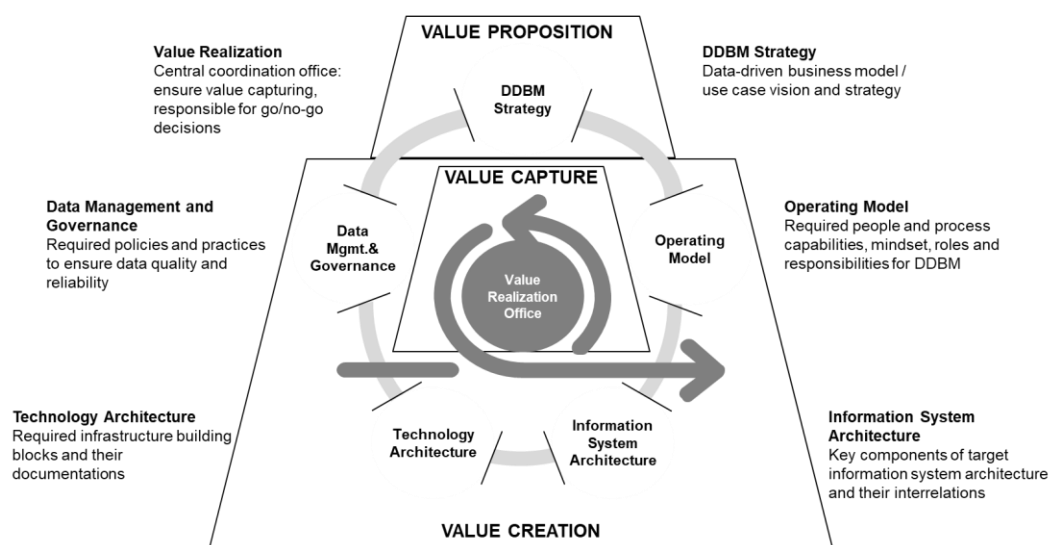 VALUE PROPOSITION
Value Realization
Central coordination office:
ensure value capturing,
responsible for go/no-go
decisions
DDBM
Strategy
DDBM Strategy
Data-driven business model /
use case vision and strategy
VALUE CAPTURE
Data Management and
Governance
Required policies and practices
to ensure data quality and
reliability
Data
Mgmt.&
Governance
Value
Realization
Office
Operating
Model
Operating Model
Required people and process
capabilities, mindset, roles and
responsibilities for DDBM
Technology Architecture
Required infrastructure building
blocks and their
documentations
Technology
Architecture
Information
System
Architecture
Information System
Architecture
Key components of target
information system architecture
and their interrelations
VALUE CREATION